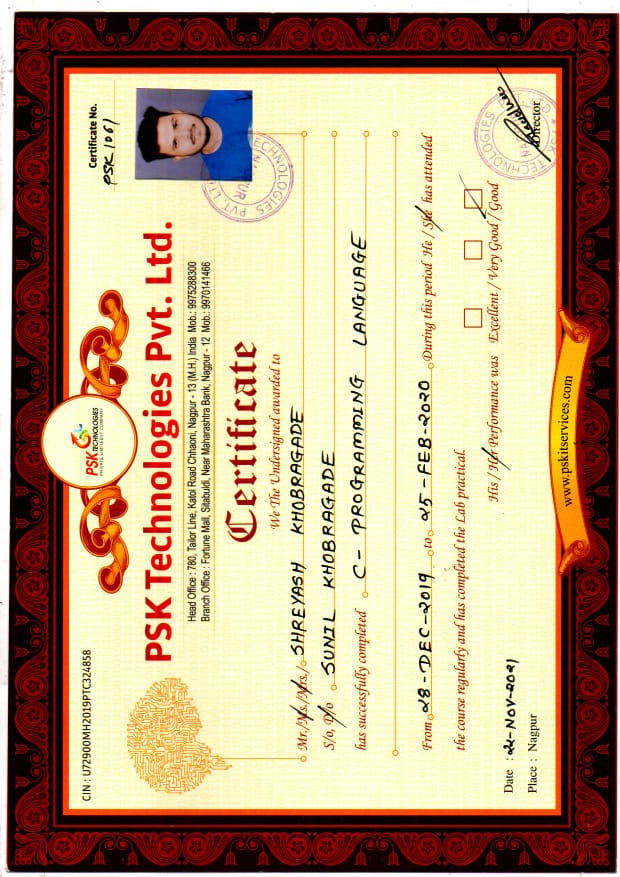 CIN : U72900MH2019PTC324858
PSK TECHNOLOGIES
PRIVATE LIMITED IT COMPANY
Certificate No.
PSK1061
PSK Technologies Pvt. Ltd.
Head Office : 780, Tailor Line, Katol Road Chhaoni, Nagpur - 13 (M.H.) India Mob.: 9975288300
Branch Office : Fortune Mall, Sitabuldi, Near Maharashtra Bank, Nagpur - 12 Mob.: 9970141466
TECHNOLOGIES PVT. LTD
NAGPUR
Certificate
We The Undersigned awarded to
Mr./Ms./Mrs./ SHREYASH KHOBRAGADE
S/o, D/o SUNIL KHOBRAGADE
has successfully completed C- PROGRAMMING LANGUAGE
From 28-DEC-2019 to 25-FEB-2020 During this period He / She has attended
the course regularly and has completed the Lab practical.
His / Her Performance was Excellent / Very Good / Good
Date : 22-NOV-2021
Place : Nagpur
PSK TECHNOLOGIES
Director
www.pskitservices.com